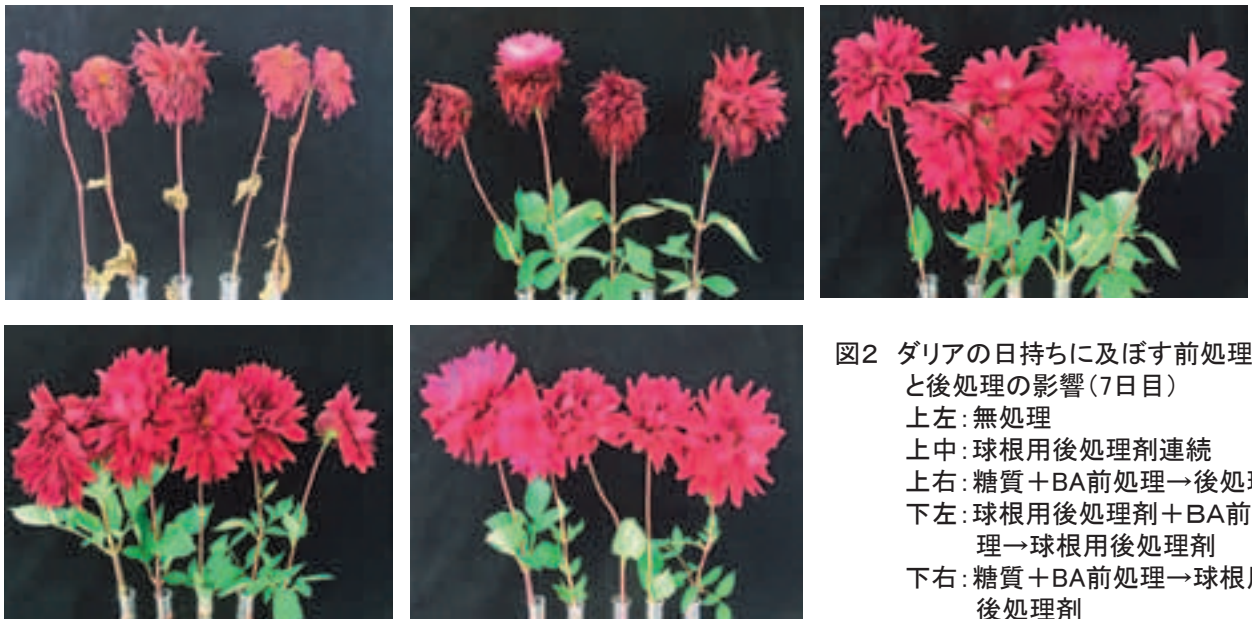 図2 ダリアの日持ちに及ぼす前処理
と後処理の影響(7日目)
上左:無処理
上中:球根用後処理剤連続
上右:糖質+BA前処理→後処
下左:球根用後処理剤+BA前
理→球根用後処理剤
下右:糖質+BA前処理→球根
後処理剤